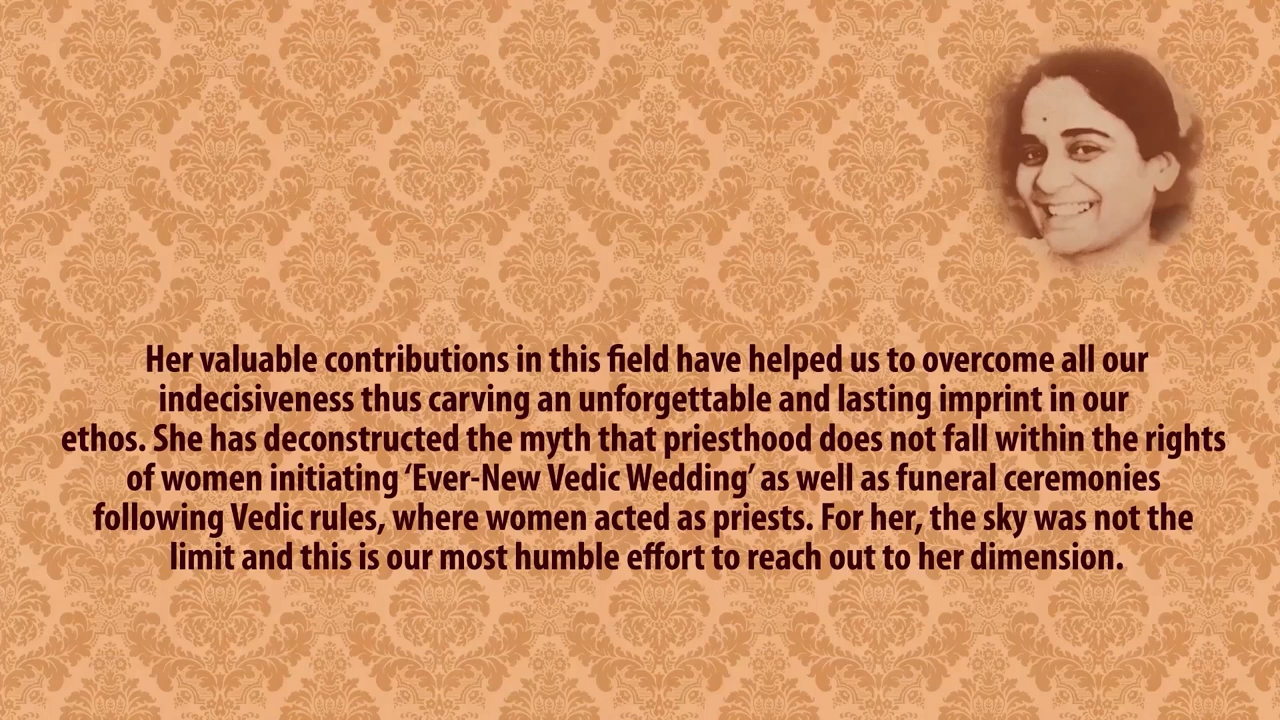 Her valuable contributions in this field have helped us to overcome all our
indecisiveness thus carving an unforgettable and lasting imprint in our
ethos. She has deconstructed the myth that priesthood does not fall within the rights
of women initiating ‘Ever-New Vedic Wedding’ as well as funeral ceremonies
following Vedic rules, where women acted as priests. For her, the sky was not the
limit and this is our most humble effort to reach out to her dimension.